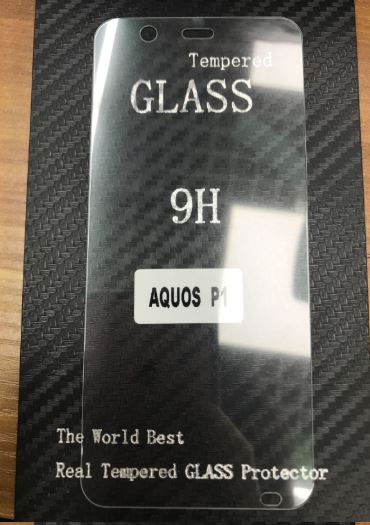 Tempered
GLASS
9H
AQUOS P1
The World Best
Real Tempered GLASS Protector